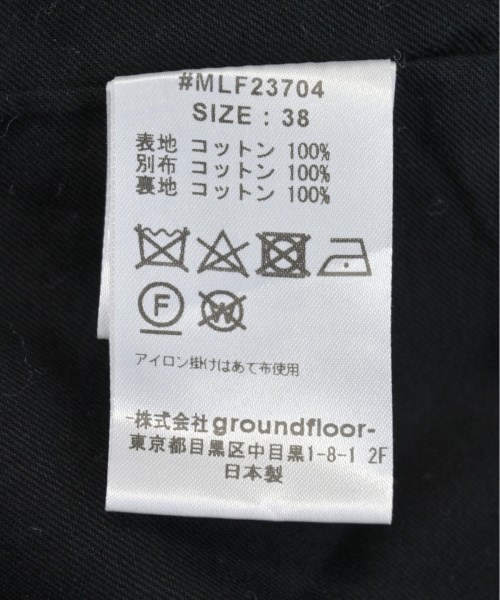 #MLF23704
SIZE : 38
表地 コットン 100%
別布 コットン 100%
裏地 コットン 100%
F W
アイロン掛けはあて布使用
-株式会社groundfloor-
東京都目黒区中目黒1-8-1 2F
日本製